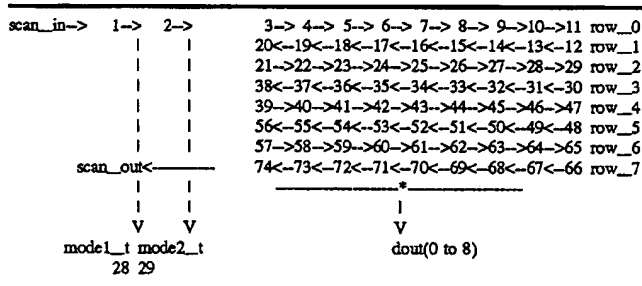 scan_in--> 1--> 2--> 3--> 4--> 5--> 6--> 7--> 8--> 9-->10-->11 row_0
20<--19<--18<--17<--16<--15<--14<--13<--12 row_1
21-->22-->23-->24-->25-->26-->27-->28-->29 row_2
38<--37<--36<--35<--34<--33<--32<--31<--30 row_3
39-->40-->41-->42-->43-->44-->45-->46-->47 row_4
56<--55<--54<--53<--52<--51<--50<--49<--48 row_5
57-->58-->59-->60-->61-->62-->63-->64-->65 row_6
scan_out<-------- 74<--73<--72<--71<--70<--69<--68<--67<--66 row_7
*
V V V
mode1_t mode2_t dout(0 to 8)
28 29